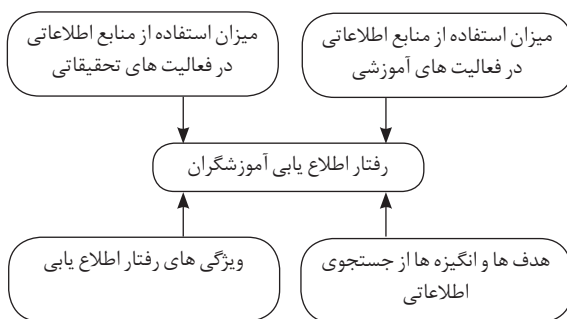 میزان استفاده از منابع اطلاعاتی
در فعالیت های آموزشی
میزان استفاده از منابع اطلاعاتی
در فعالیت های تحقیقاتی
رفتار اطلاع یابی آموزشگران
هدف ها و انگیزه ها از جستجوی
اطلاعاتی
ویژگی های رفتار اطلاع یابی